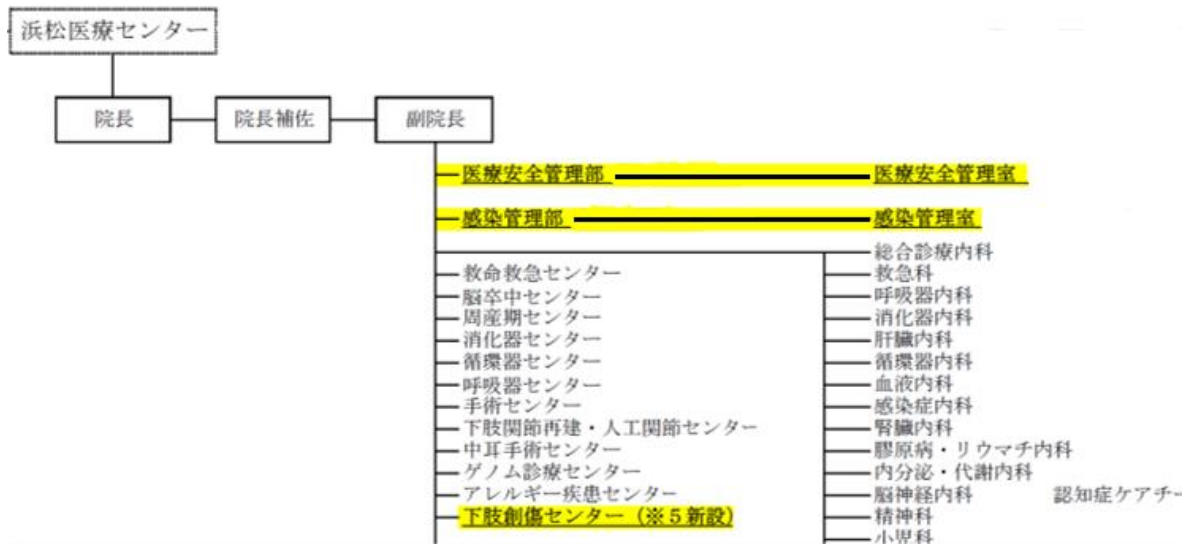 浜松医療センター
院長 院長補佐 副院長
医療安全管理部 医療安全管理室
感染管理部 感染管理室
総合診療内科
救命救急センター 救急科
脳卒中センター 呼吸器内科
周産期センター 消化器内科
消化器センター 肝臓内科
循環器センター 循環器内科
呼吸器センター 血液内科
手術センター 感染症内科
下肢関節再建・人工関節センター 腎臓内科
中耳手術センター 膠原病・リウマチ内科
ゲノム診療センター 内分泌・代謝内科
アレルギー疾患センター 脳神経内科 認知症ケアチー
下肢創傷センター（※５新設） 精神科
小児科